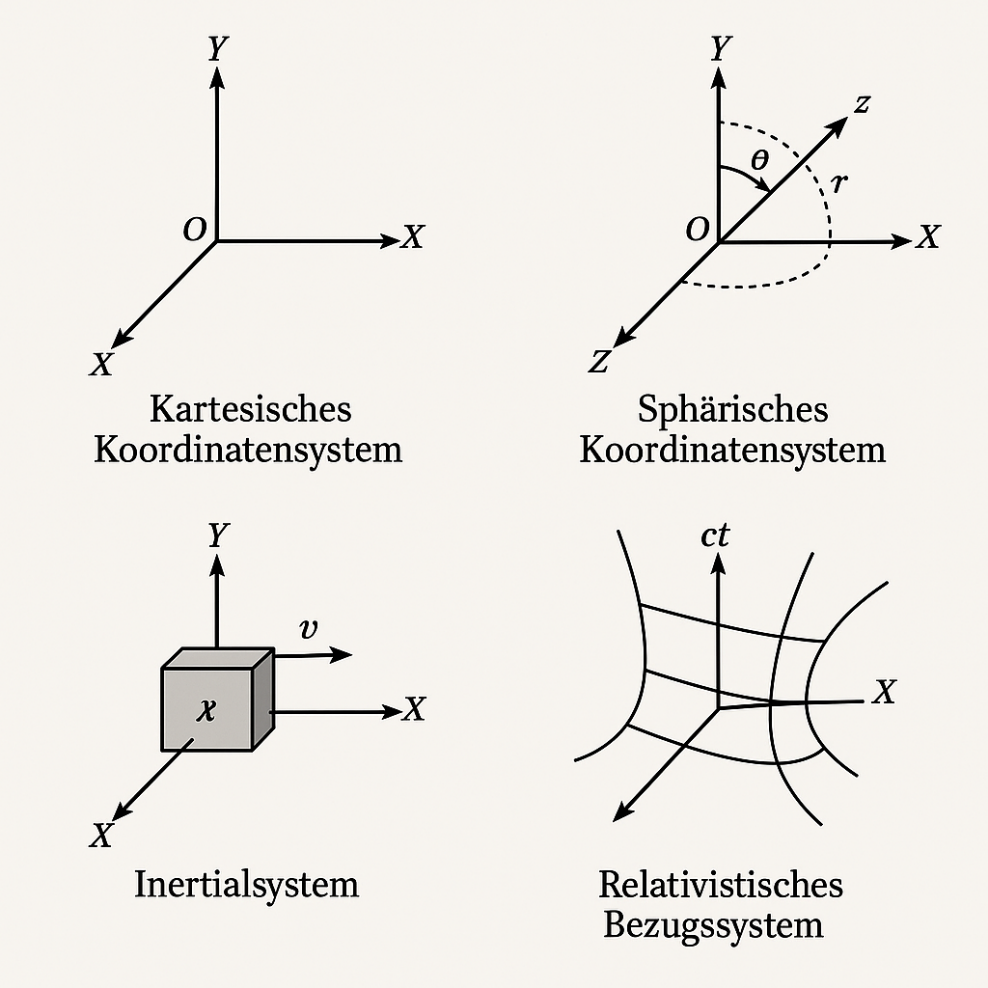 Y
O
X
X
Kartesisches
Koordinatensystem
Y
z
θ
r
O
X
Z
Sphärisches
Koordinatensystem
Y
v
x
X
X
Inertialsystem
ct
X
Relativistisches
Bezugssystem